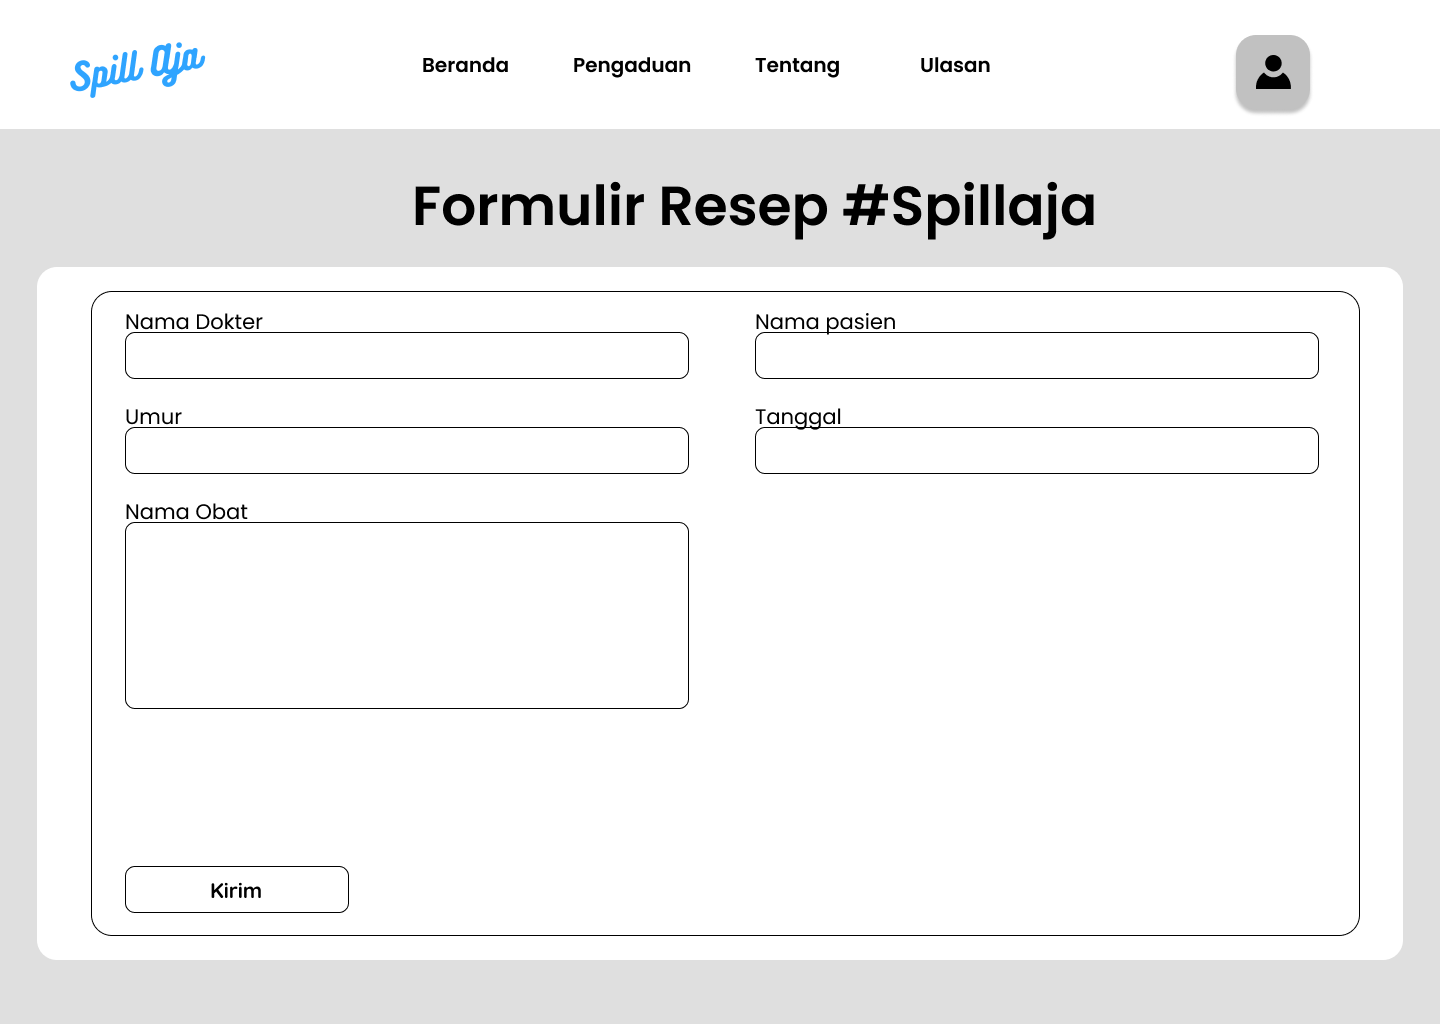 Spill Aja
Beranda Pengaduan Tentang Ulasan
Formulir Resep #Spillaja
Nama Dokter
Nama pasien
Umur
Tanggal
Nama Obat
Kirim